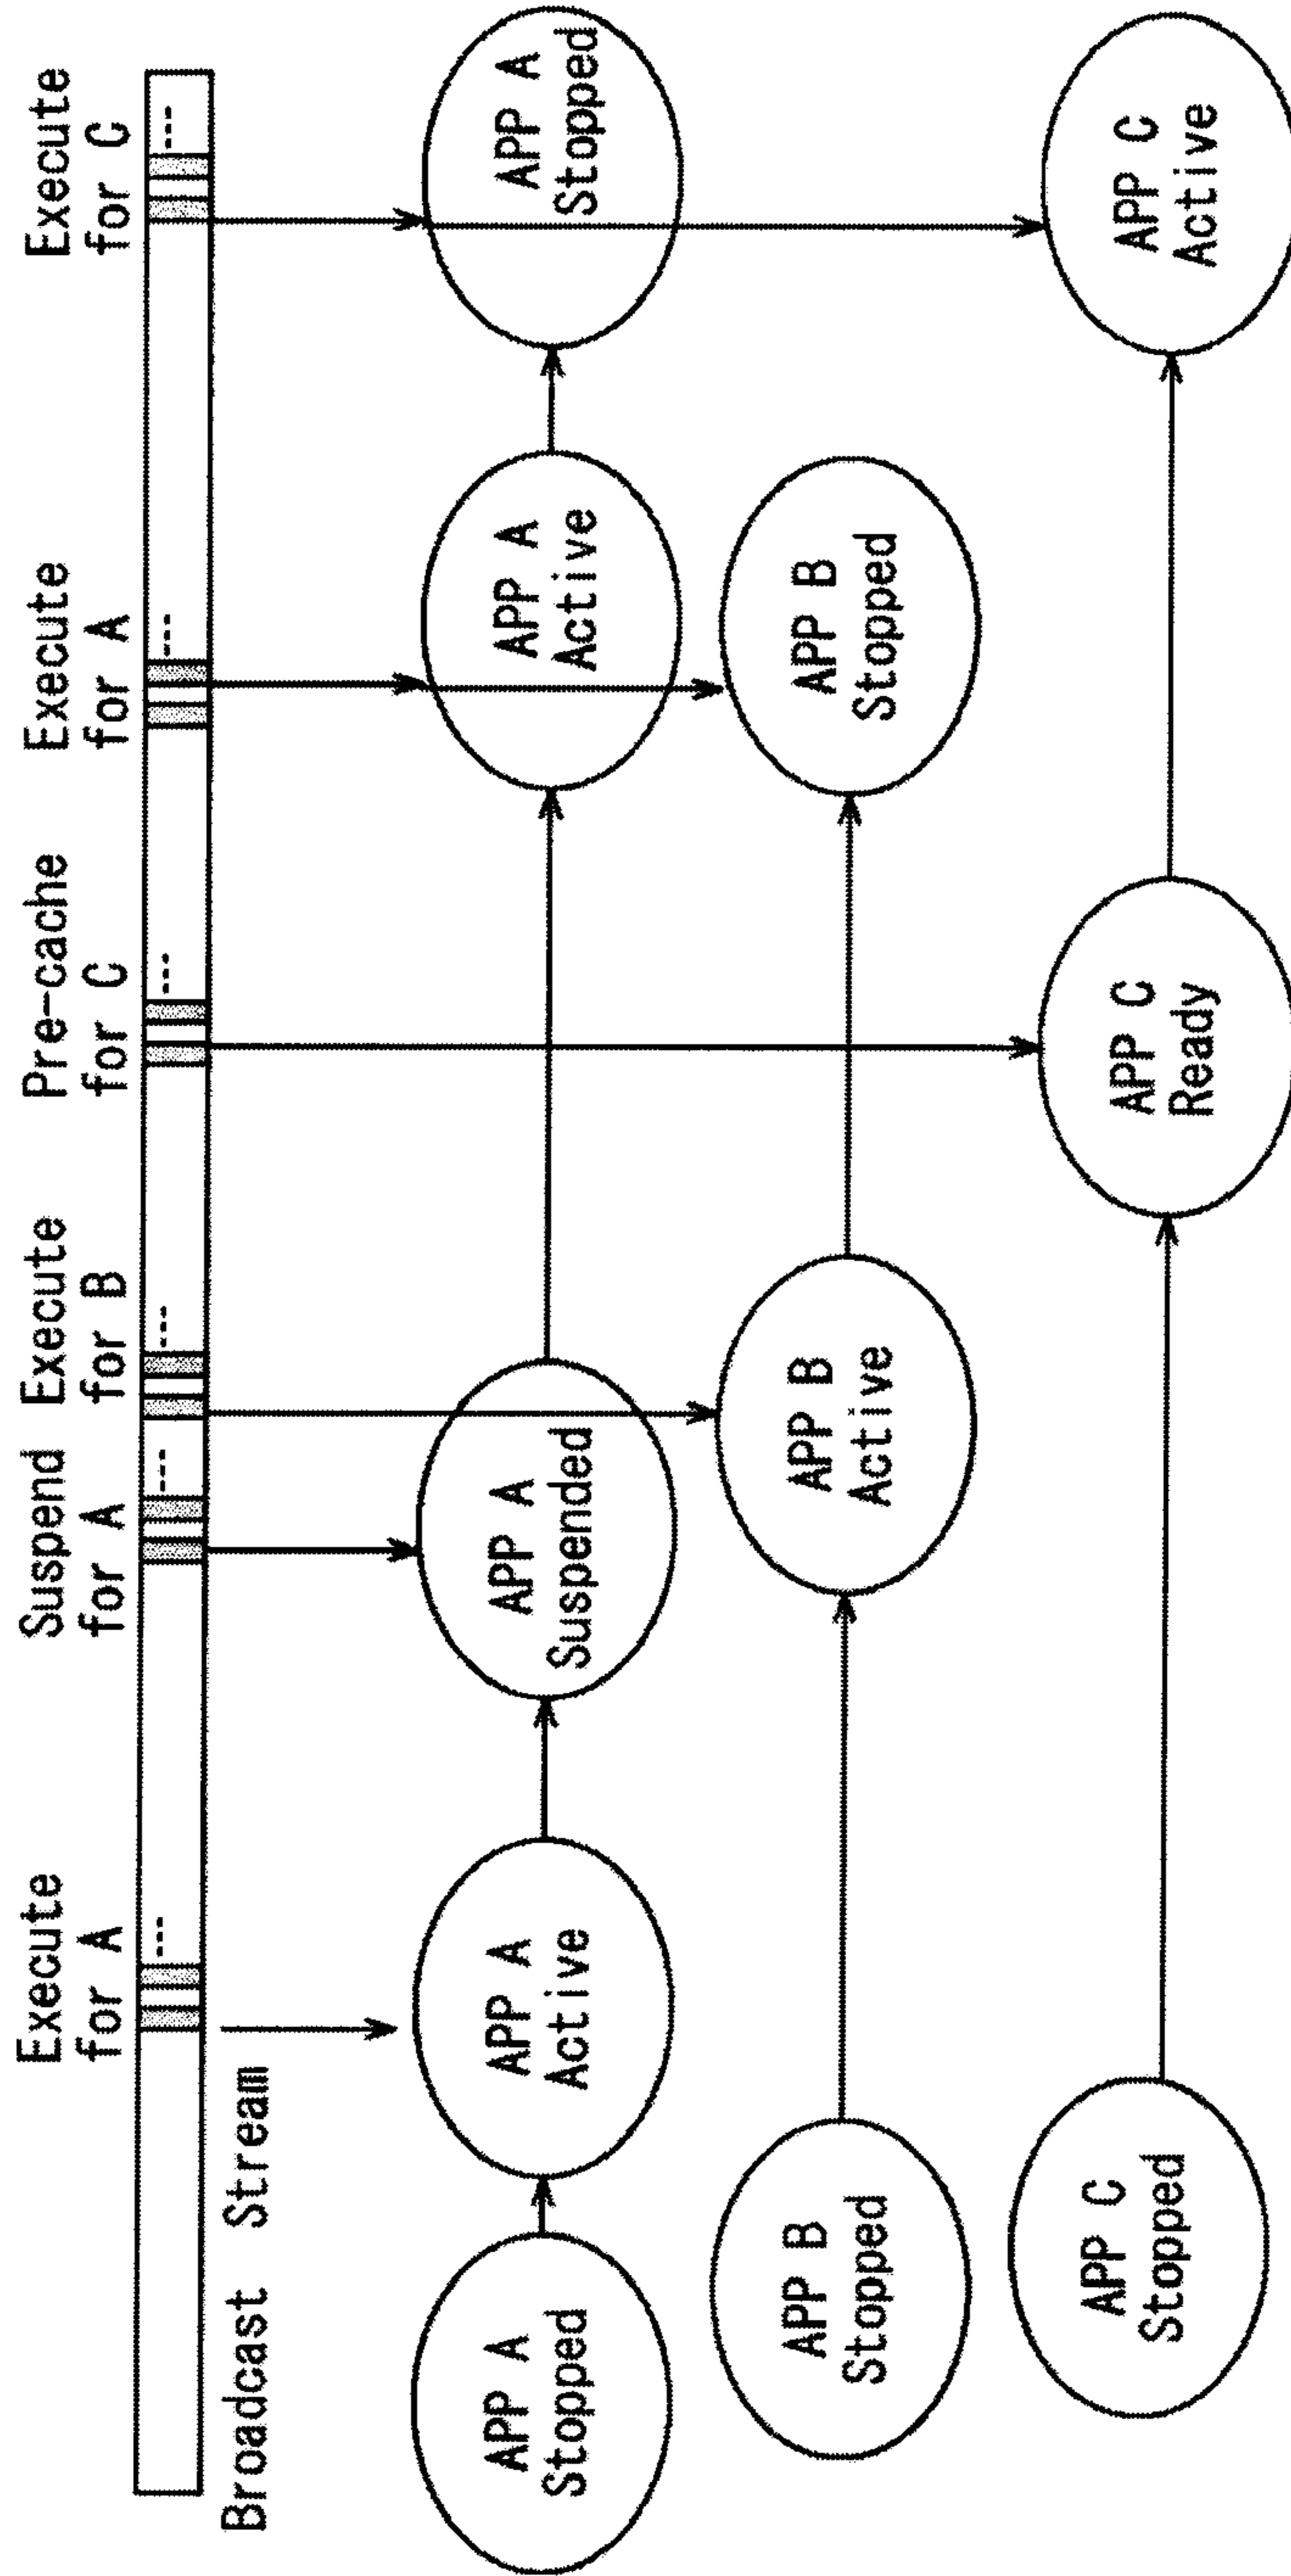 Execute
for A
Suspend
for A
Execute
for B
Pre-cache
for C
Execute
for A
Execute
for C
---
---
---
---
---
---
Broadcast Stream
APP A
Stopped
APP A
Active
APP A
Suspended
APP A
Active
APP A
Stopped
APP B
Stopped
APP B
Active
APP B
Stopped
APP C
Stopped
APP C
Ready
APP C
Active